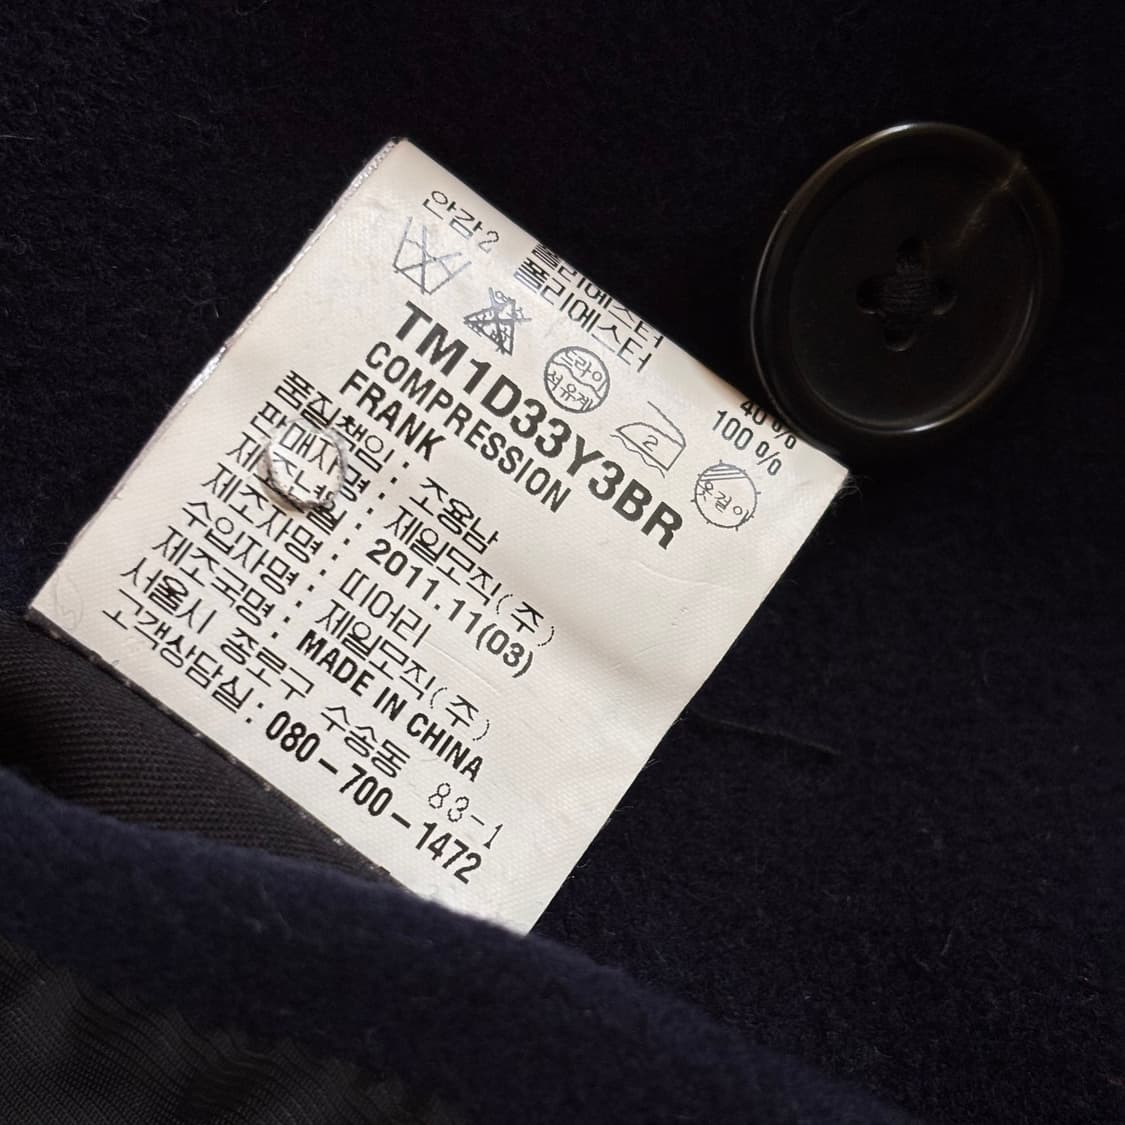 폴리에스터 40%
안감2 폴리에스터 100%
염소
드라이
석유계
2
옷걸이
TM1D33Y3BR
COMPRESSION
FRANK
품질책임 : 조용남
판매자명 : 제일모직(주)
제조년월 : 2011.11(03)
제조자명 : 띠어리
수입자명 : 제일모직(주)
제조국명 : MADE IN CHINA
서울시 종로구 수송동 83-1
고객상담실 : 080-700-1472